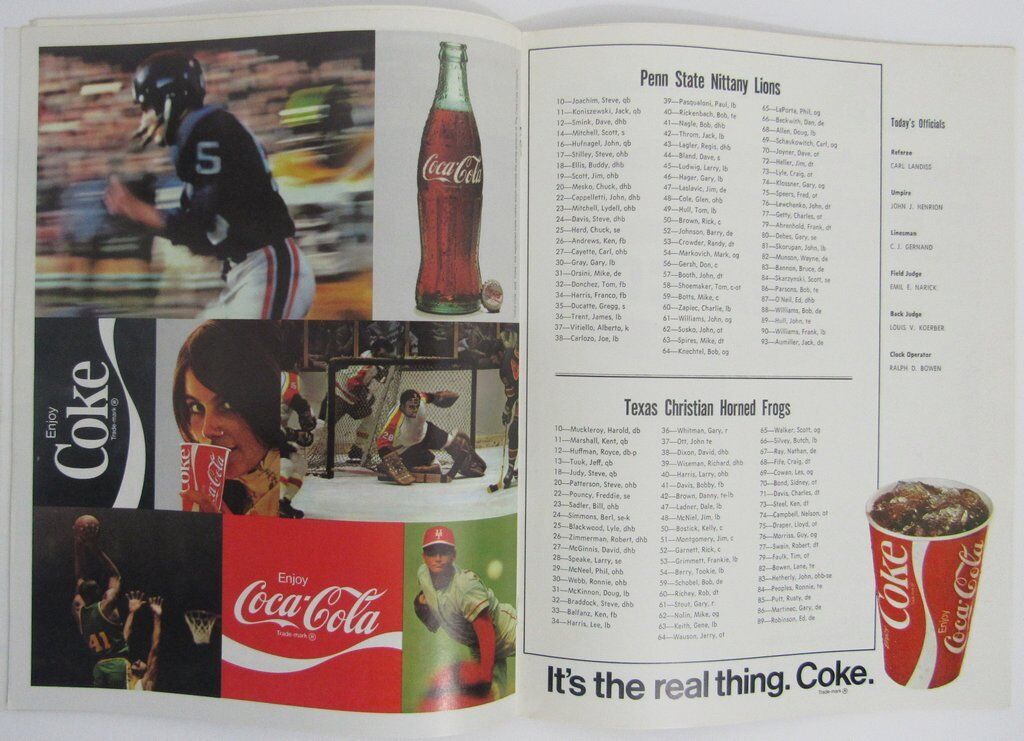 5
Coca-Cola
Enjoy
Coke
Trade-mark®
Coke
Coca-Cola
28
41
Enjoy
Coca-Cola
Trade-mark®
Penn State Nittany Lions
10—Joachim, Steve, qb
11—Koniszewski, Jack, qb
12—Smink, Dave, dhb
14—Mitchell, Scott, s
16—Hufnagel, John, qb
17—Stilley, Steve, ohb
18—Ellis, Buddy, dhb
19—Scott, Jim, ohb
20—Mesko, Chuck, dhb
22—Cappelletti, John, dhb
23—Mitchell, Lydell, ohb
24—Davis, Steve, dhb
25—Herd, Chuck, se
26—Andrews, Ken, fb
27—Cayette, Carl, ohb
30—Gray, Gary, lb
31—Orsini, Mike, de
32—Donchez, Tom, fb
34—Harris, Franco, fb
35—Ducatte, Gregg, s
36—Trent, James, lb
37—Vitiello, Alberto, k
38—Carlozo, Joe, lb
39—Pasqualoni, Paul, lb
40—Rickenbach, Bob, te
41—Nagle, Bob, dhb
42—Throm, Jack, lb
43—Lagler, Regis, dhb
44—Bland, Dave, s
45—Ludwig, Larry, lb
46—Hager, Gary, lb
47—Laslavic, Jim, de
48—Cole, Glen, ohb
49—Hull, Tom, lb
50—Brown, Rick, c
52—Johnson, Barry, de
53—Crowder, Randy, dt
54—Markovich, Mark, og
56—Gersh, Don, c
57—Booth, John, dt
58—Shoemaker, Tom, c-ot
59—Botts, Mike, c
60—Zapiec, Charlie, lb
61—Williams, John, og
62—Susko, John, ot
63—Spires, Mike, dt
64—Knechtel, Bob, og
65—LaPorta, Phil, og
66—Beckwith, Dan, de
68—Allen, Doug, lb
69—Schaukowitch, Carl, og
70—Joyner, Dave, ot
72—Heller, Jim, dt
73—Lyle, Craig, ot
74—Klossner, Gary, og
75—Speers, Fred, ot
76—Lewchenko, John, dt
77—Getty, Charles, ot
79—Ahrenhold, Frank, dt
80—Debes, Gary, se
81—Skorupan, John, lb
82—Munson, Wayne, de
83—Bannon, Bruce, de
84—Skarzynski, Scott, se
86—Parsons, Bob, te
87—O'Neil, Ed, dhb
88—Williams, Bob, de
89—Hull, John, te
90—Williams, Frank, lb
93—Aumiller, Jack, de
Today's Officials
Referee
CARL LANDISS
Umpire
JOHN J. HENRION
Linesman
C. J. GERNAND
Field Judge
EMIL E. NARICK
Back Judge
LOUIS V. KOERBER
Clock Operator
RALPH D. BOWEN
Texas Christian Horned Frogs
10—Muckleroy, Harold, db
11—Marshall, Kent, qb
12—Huffman, Royce, db-p
13—Tuuk, Jeff, qb
18—Judy, Steve, qb
20—Patterson, Steve, ohb
22—Pouncy, Freddie, se
23—Sadler, Bill, ohb
24—Simmons, Berl, se-k
25—Blackwood, Lyle, dhb
26—Zimmerman, Robert, dhb
27—McGinnis, David, dhb
28—Speake, Larry, se
29—McNeel, Phil, ohb
30—Webb, Ronnie, ohb
31—McKinnon, Doug, lb
32—Braddock, Steve, dhb
33—Balfanz, Ken, fb
34—Harris, Lee, lb
36—Whitman, Gary, r
37—Ott, John te
38—Dixon, David, dhb
39—Wiseman, Richard, dhb
40—Harris, Larry, ohb
41—Davis, Bobby, fb
42—Brown, Danny, te-lb
47—Ladner, Dale, lb
48—McNiel, Jim, lb
50—Bostick, Kelly, c
51—Montgomery, Jim, c
52—Garnett, Rick, c
53—Grimmett, Frankie, lb
54—Berry, Tookie, lb
59—Schobel, Bob, de
60—Richey, Rob, dt
61—Stout, Gary, r
62—Nolin, Mike, og
63—Keith, Gene, lb
64—Wauson, Jerry, ot
65—Walker, Scott, og
66—Silvey, Butch, lb
67—Ray, Nathan, de
68—Fife, Craig, dt
69—Cowan, Les, og
70—Bond, Sidney, ot
71—Davis, Charles, dt
73—Steel, Ken, dt
74—Campbell, Nelson, ot
75—Draper, Lloyd, ot
76—Morriss, Guy, og
77—Swain, Robert, dt
79—Faulk, Tim, ot
82—Bowen, Lane, te
83—Hetherly, John, ohb-se
84—Peoples, Ronnie, te
85—Putt, Rusty, de
86—Martinec, Gary, de
89—Robinson, Ed, de
Coke
Enjoy
Coca-Cola
It's the real thing. Coke.
Trade-mark®